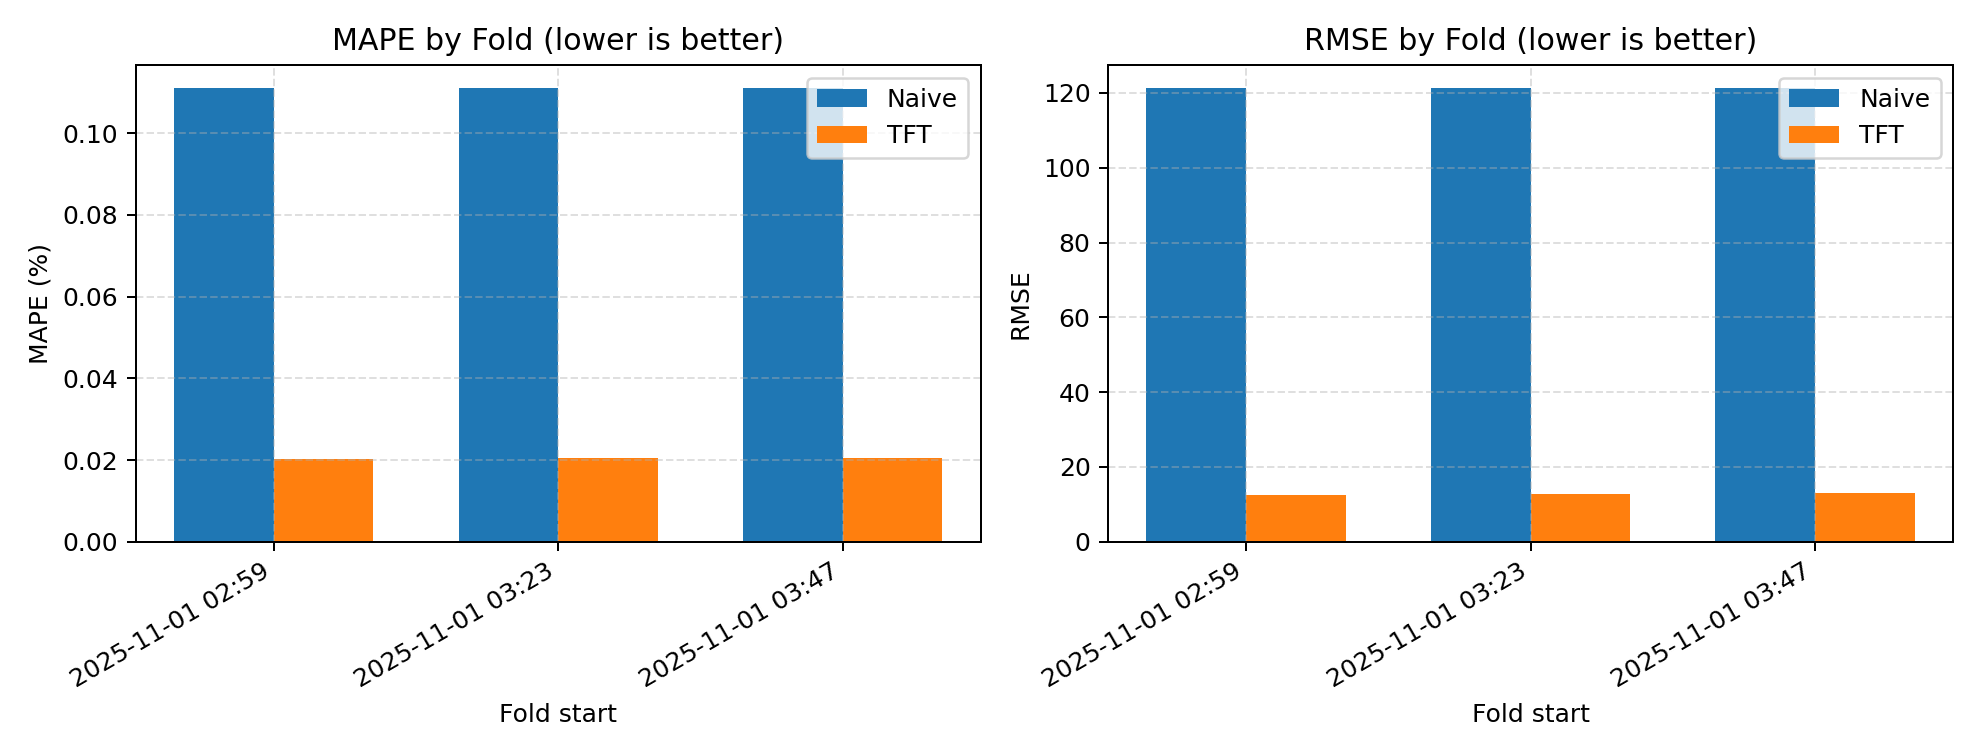 MAPE by Fold (lower is better)
MAPE (%)
0.10
0.08
0.06
0.04
0.02
0.00
Naive
TFT
2025-11-01 02:59
2025-11-01 03:23
2025-11-01 03:47
Fold start
RMSE by Fold (lower is better)
RMSE
120
100
80
60
40
20
0
Naive
TFT
2025-11-01 02:59
2025-11-01 03:23
2025-11-01 03:47
Fold start